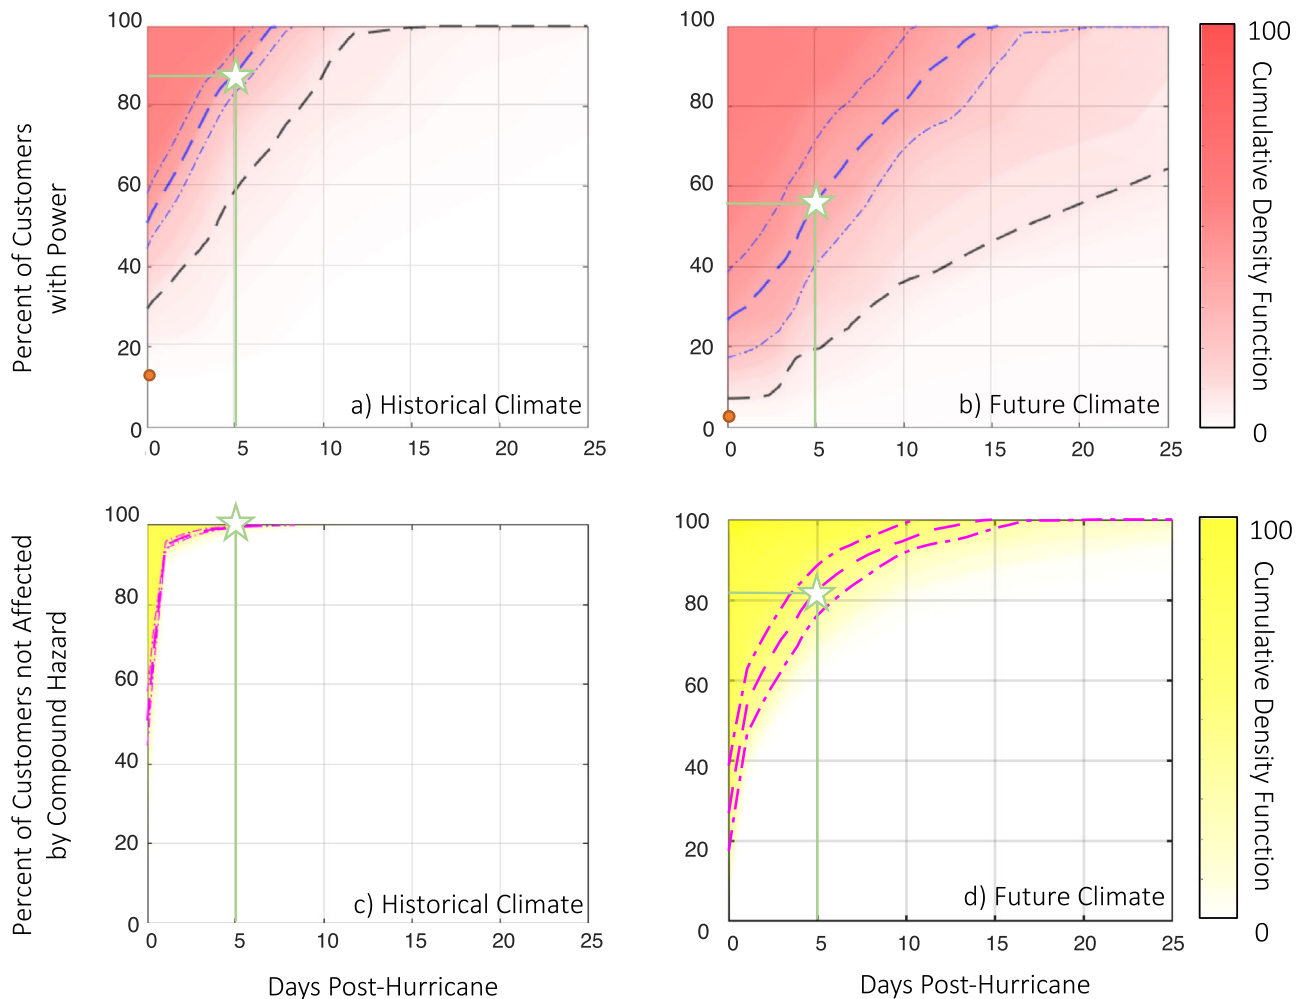 100
80
60
40
20
0
0 5 10 15 20 25
Percent of Customers
with Power
a) Historical Climate
100
80
60
40
20
0
0 5 10 15 20 25
b) Future Climate
100
Cumulative Density Function
0
100
80
60
40
20
0
0 5 10 15 20 25
Percent of Customers not Affected
by Compound Hazard
c) Historical Climate
Days Post-Hurricane
100
80
60
40
20
0
0 5 10 15 20 25
d) Future Climate
Days Post-Hurricane
100
Cumulative Density Function
0